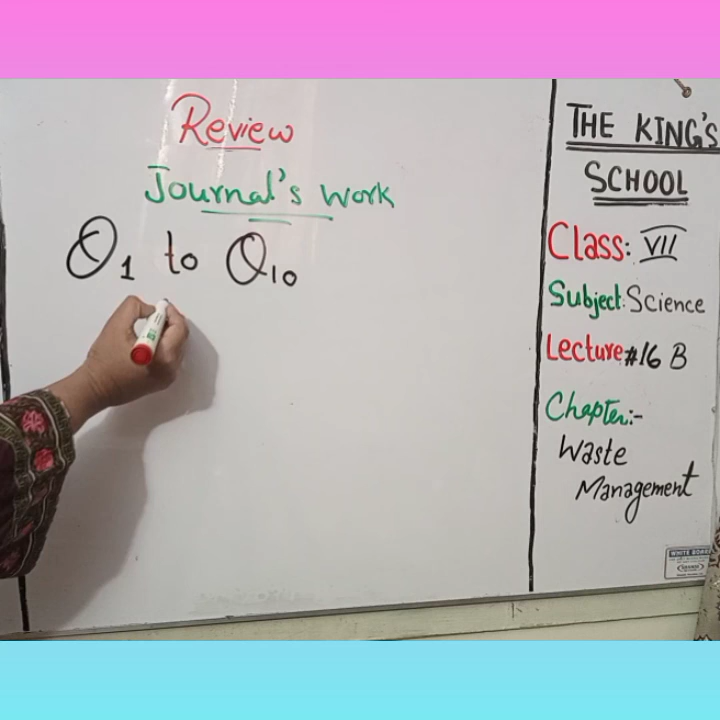 Review
Journal's Work
Q1 to Q10
THE KING'S
SCHOOL
Class: VII
Subject: Science
Lecture #16 B
Chapter:-
Waste
Management
WHITE BOARD